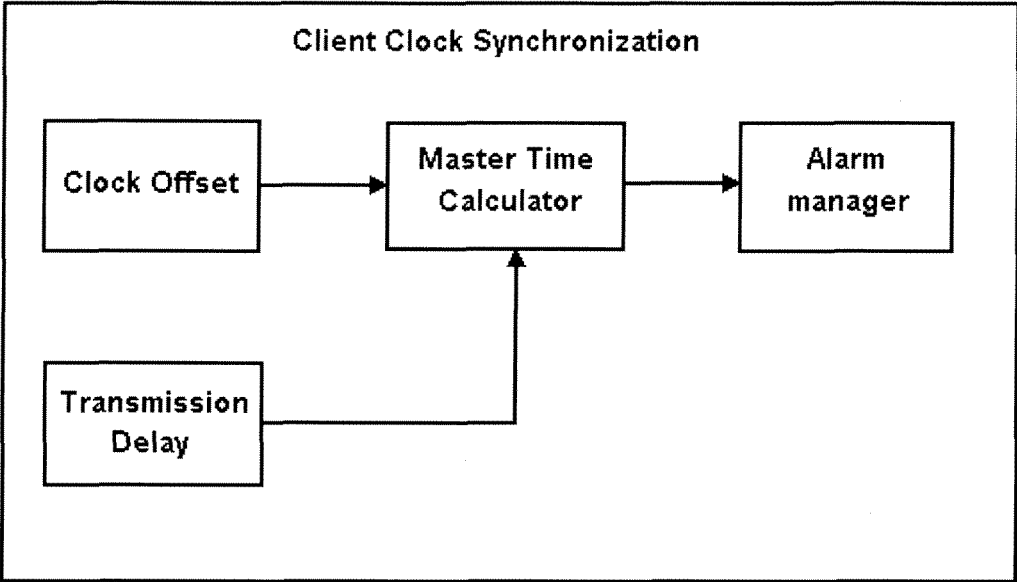 Client Clock Synchronization
Clock Offset
Master Time
Calculator
Alarm
manager
Transmission
Delay